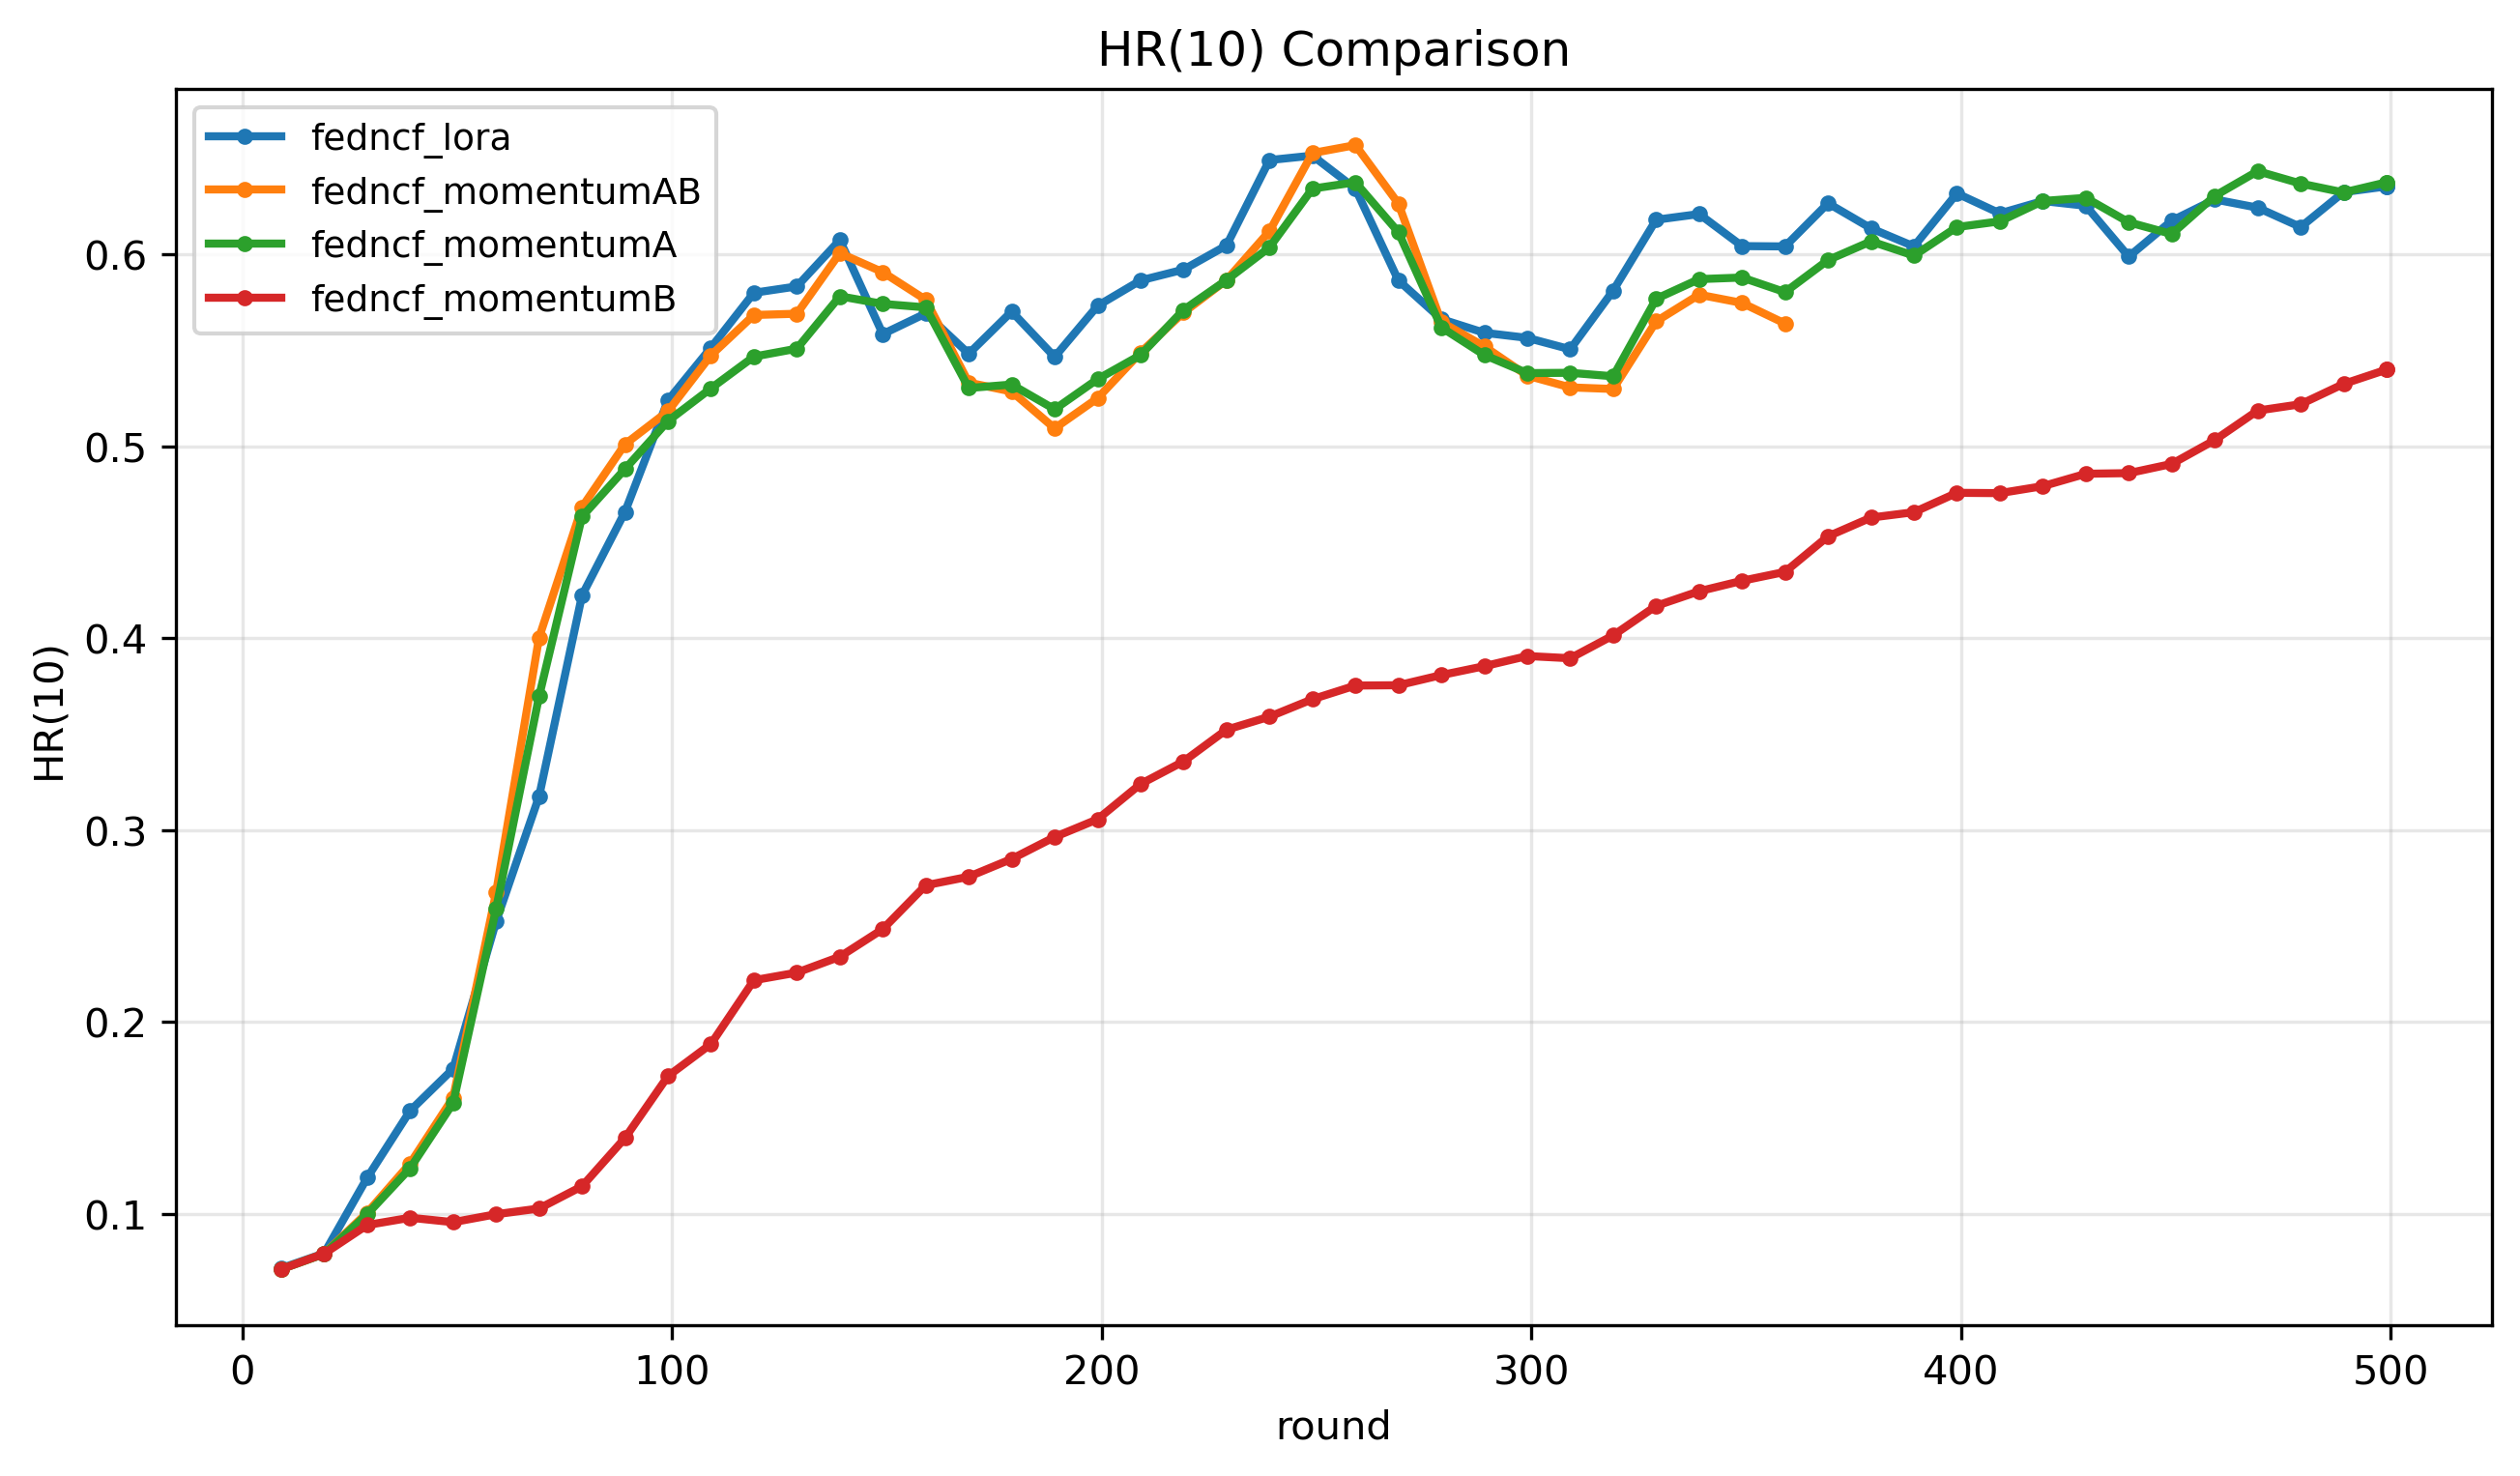 HR(10) Comparison
fedncf_lora
fedncf_momentumAB
fedncf_momentumA
fedncf_momentumB
HR(10)
0.6
0.5
0.4
0.3
0.2
0.1
0 100 200 300 400 500
round